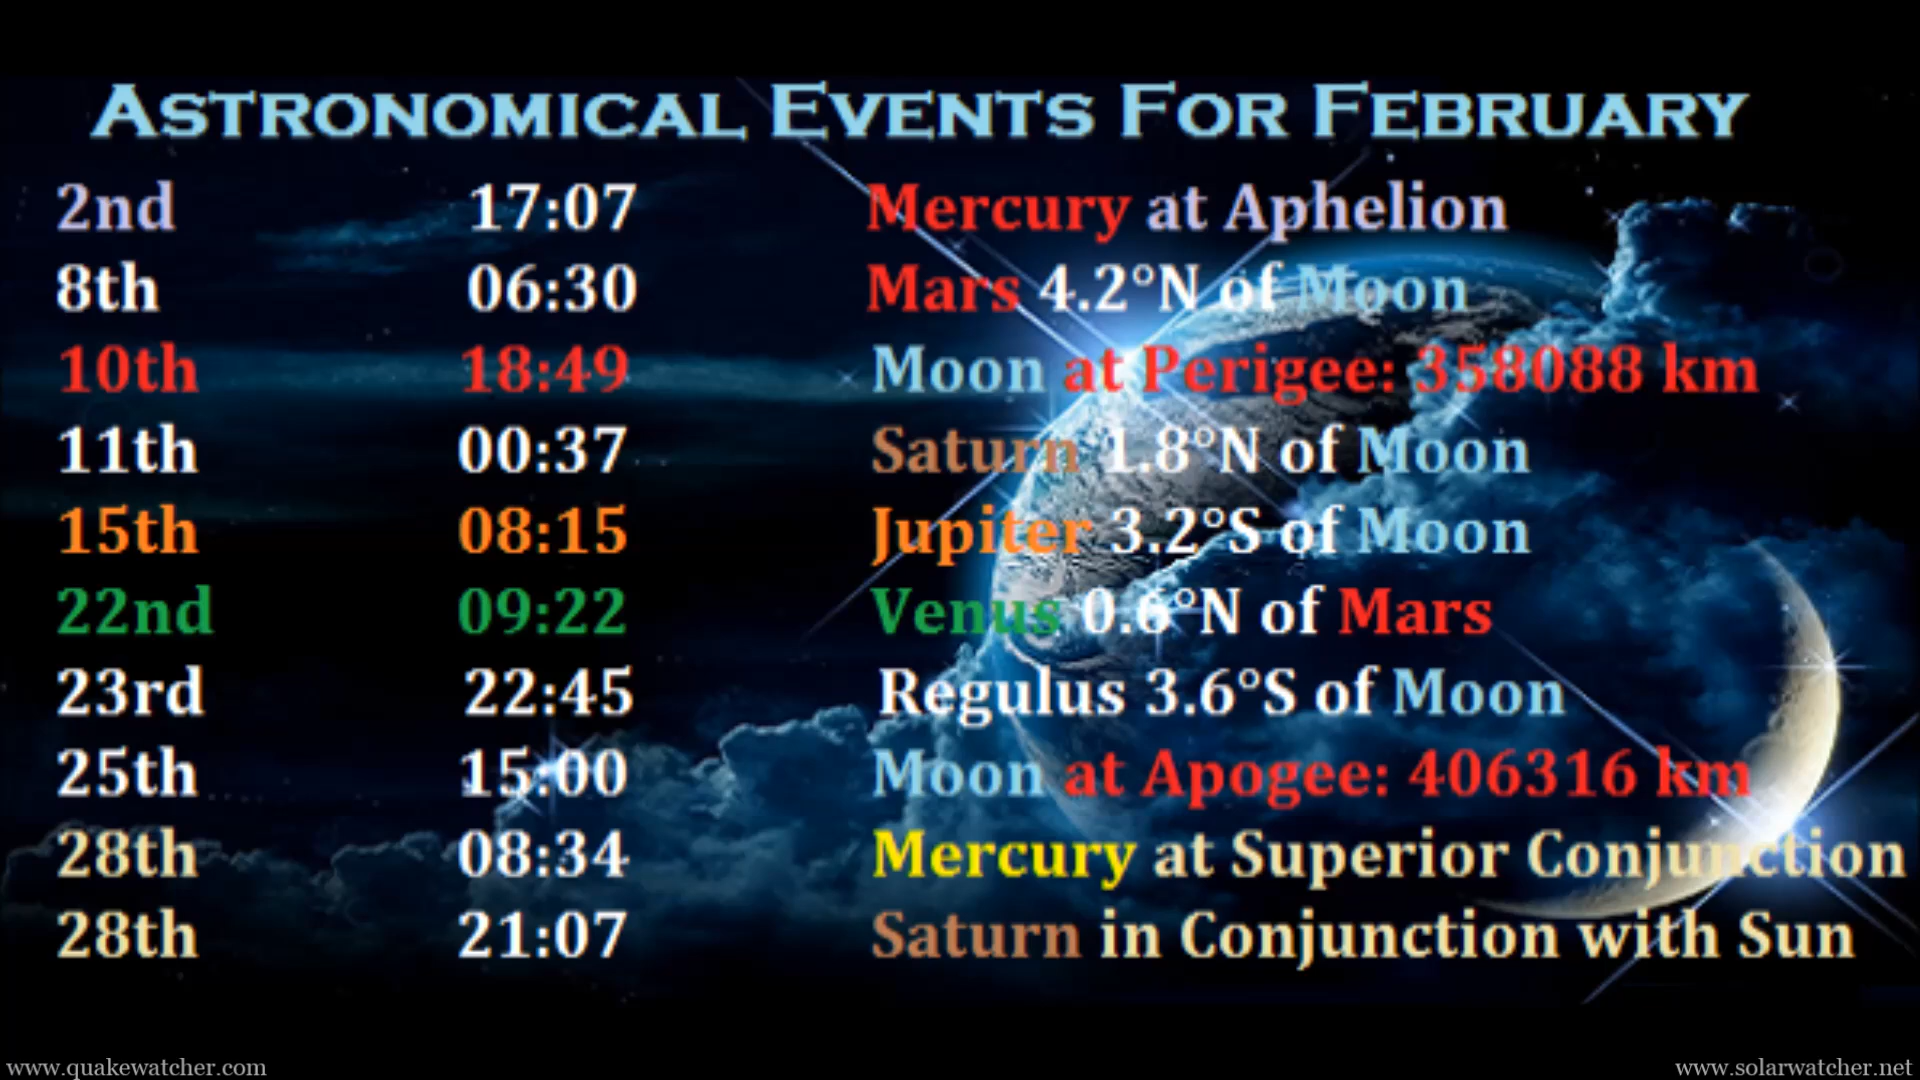 Astronomical Events For February
2nd 17:07 Mercury at Aphelion
8th 06:30 Mars 4.2°N of Moon
10th 18:49 Moon at Perigee: 358088 km
11th 00:37 Saturn 1.8°N of Moon
15th 08:15 Jupiter 3.2°S of Moon
22nd 09:22 Venus 0.6°N of Mars
23rd 22:45 Regulus 3.6°S of Moon
25th 15:00 Moon at Apogee: 406316 km
28th 08:34 Mercury at Superior Conjunction
28th 21:07 Saturn in Conjunction with Sun
www.quakewatcher.com www.solarwatcher.net